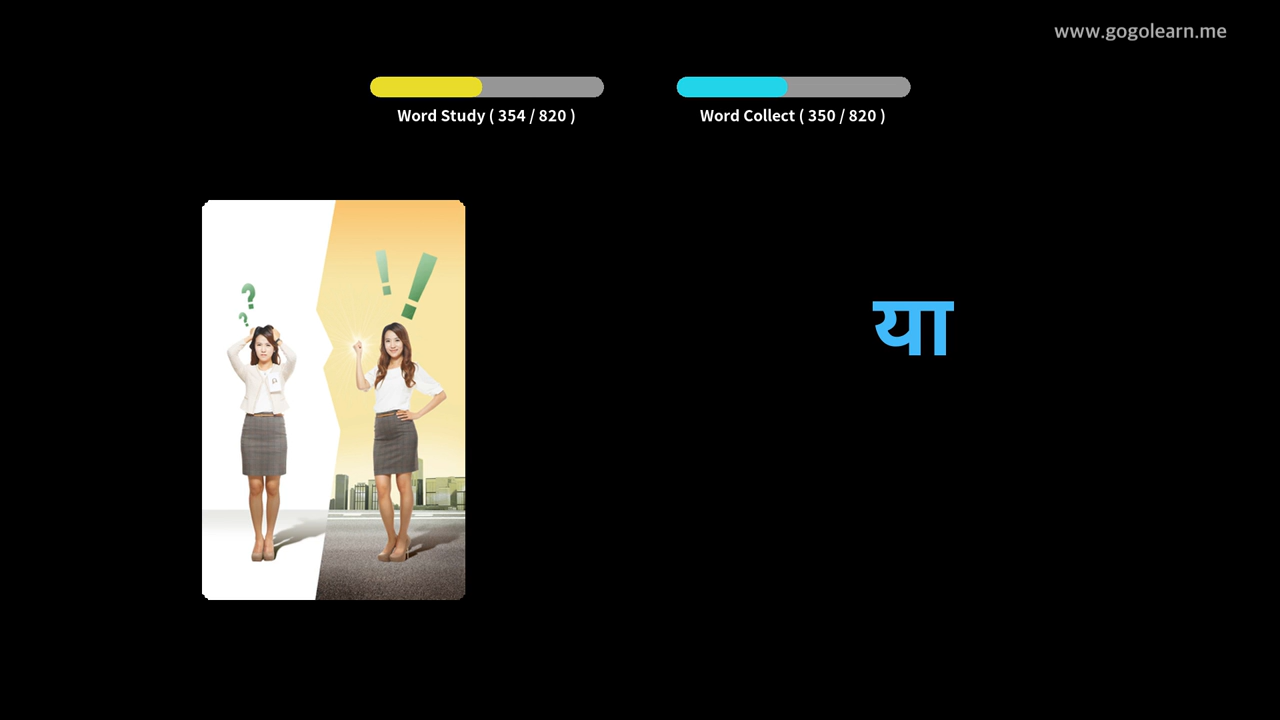 www.gogolearn.me
Word Study ( 354 / 820 )
Word Collect ( 350 / 820 )
? ? ! !
या